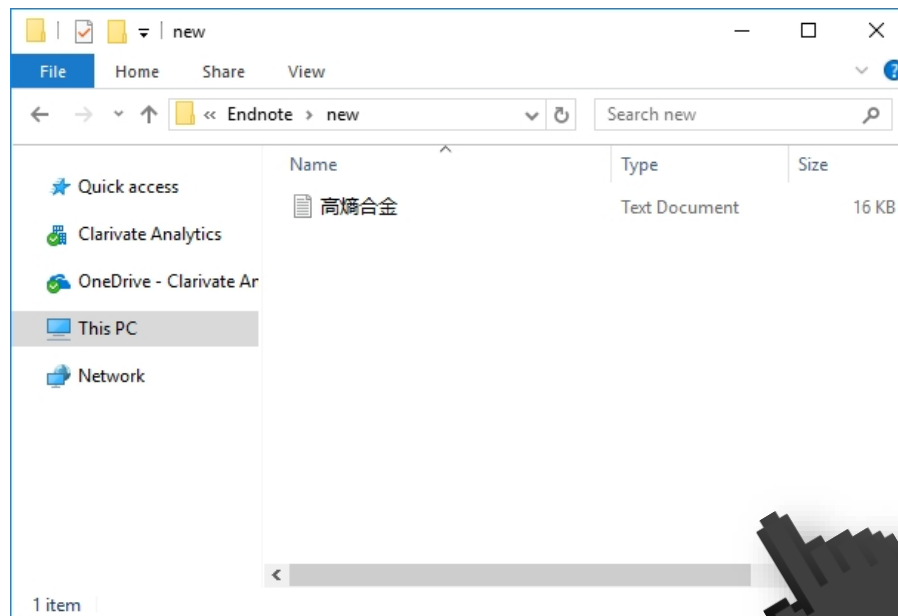 new
File Home Share View
« Endnote › new Search new
Name Type Size
Quick access
高熵合金 Text Document 16 KB
Clarivate Analytics
OneDrive - Clarivate An
This PC
Network
1 item